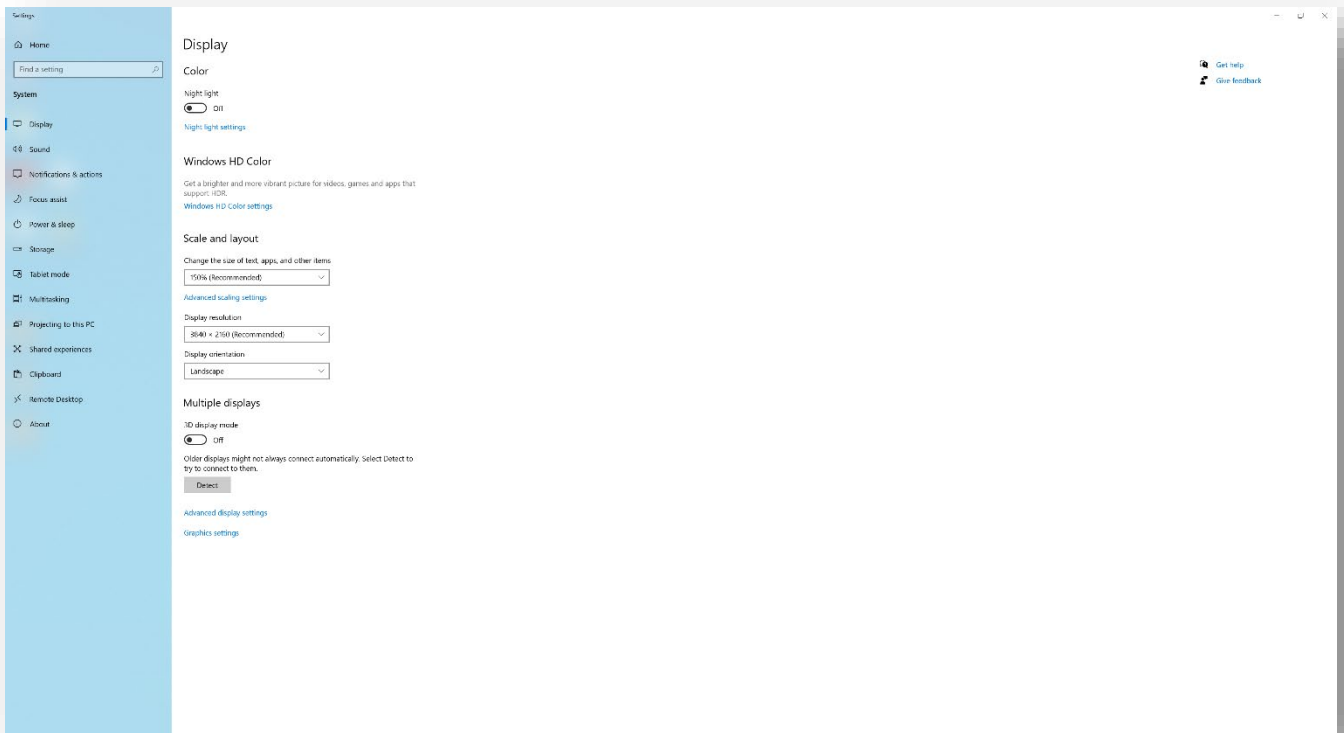 Settings
Home
Find a setting
System
Display
Sound
Notifications & actions
Focus assist
Power & sleep
Storage
Tablet mode
Multitasking
Projecting to this PC
Shared experiences
Clipboard
Remote Desktop
About
Display
Color
Night light
Off
Night light settings
Windows HD Color
Get a brighter and more vibrant picture for videos, games and apps that
support HDR.
Windows HD Color settings
Scale and layout
Change the size of text, apps, and other items
150% (Recommended)
Advanced scaling settings
Display resolution
3840 × 2160 (Recommended)
Display orientation
Landscape
Multiple displays
3D display mode
Off
Older displays might not always connect automatically. Select Detect to
try to connect to them.
Detect
Advanced display settings
Graphics settings
Get help
Give feedback